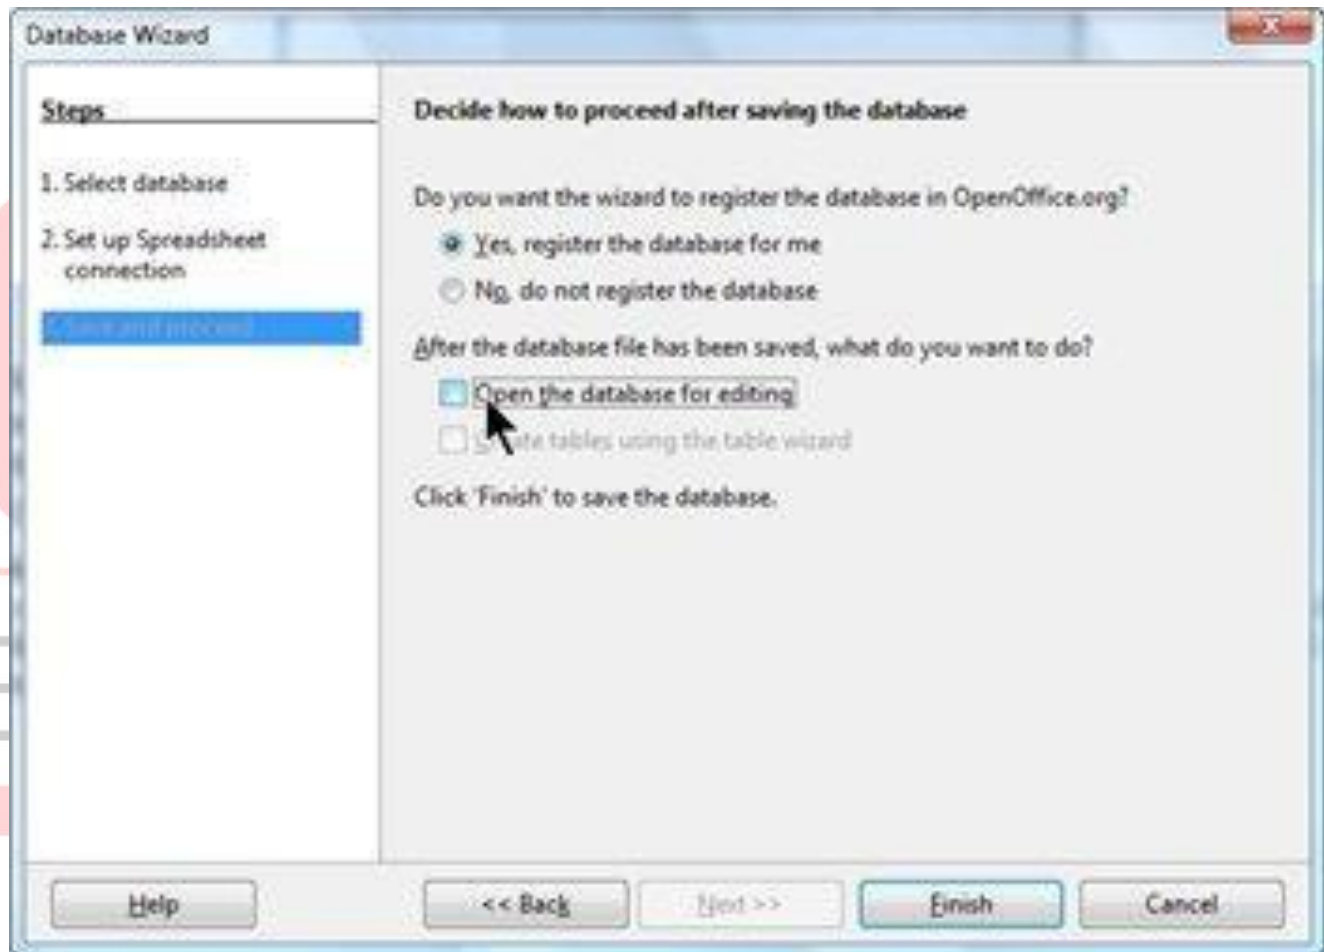 Database Wizard
Steps
1. Select database
2. Set up Spreadsheet
connection
Save and proceed
Decide how to proceed after saving the database
Do you want the wizard to register the database in OpenOffice.org?
Yes, register the database for me
No, do not register the database
After the database file has been saved, what do you want to do?
Open the database for editing
tables using the table wizard
Click 'Finish' to save the database.
Help
<< Back
Next >>
Finish
Cancel